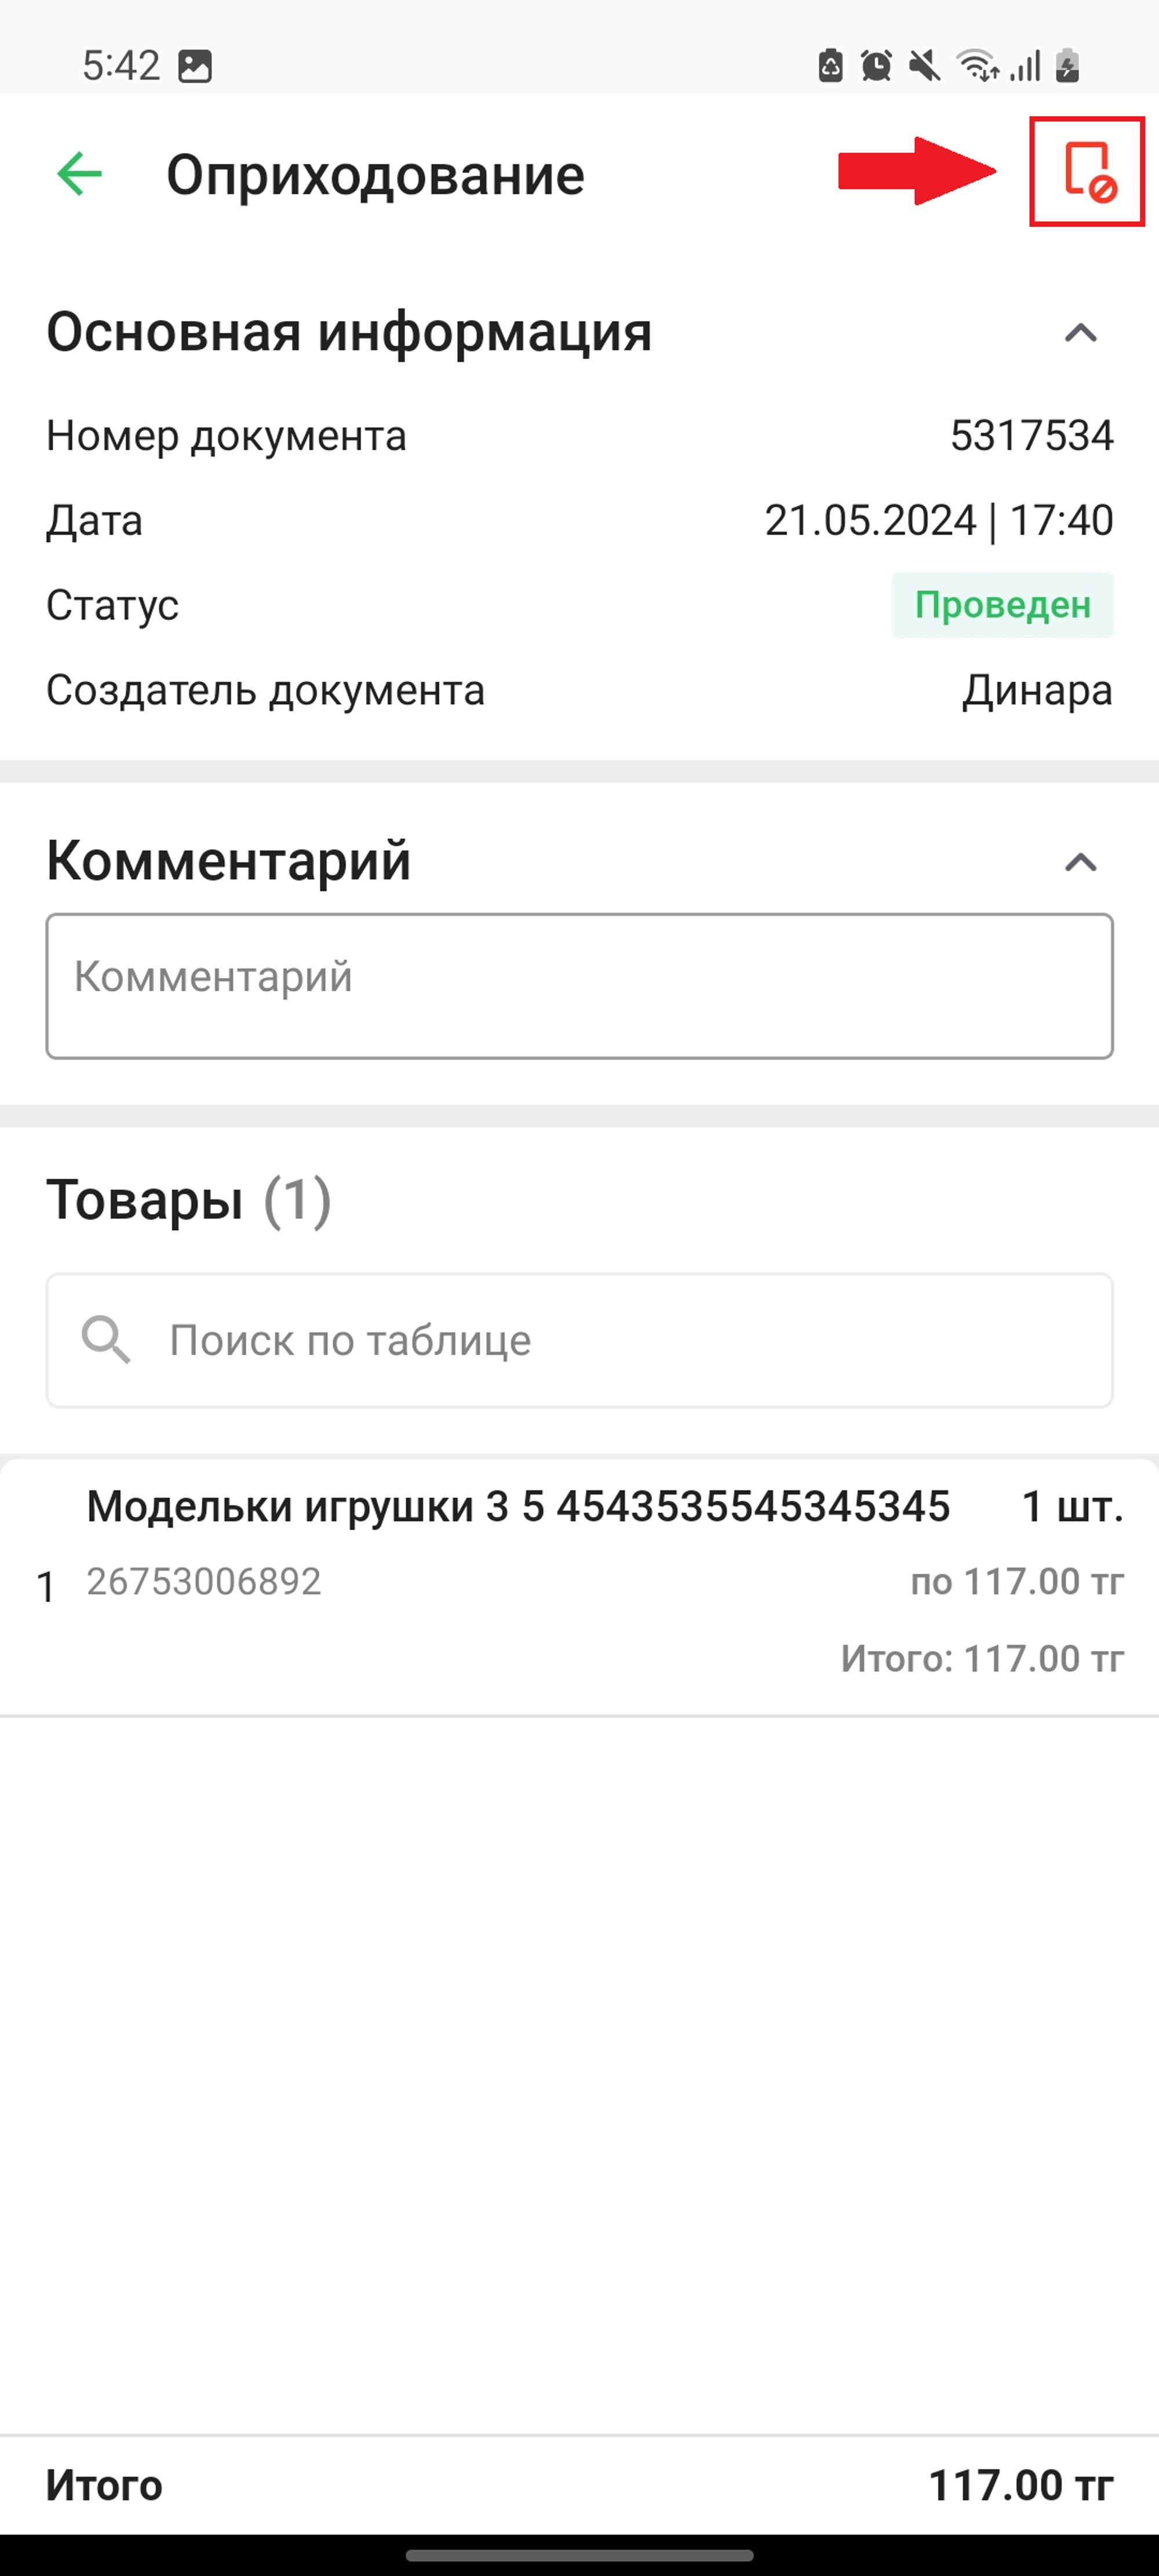 5:42
Оприходование
Основная информация
Номер документа 5317534
Дата 21.05.2024 | 17:40
Статус Проведен
Создатель документа Динара
Комментарий
Комментарий
Товары (1)
Поиск по таблице
Модельки игрушки 3 5 4543535545345345 1 шт.
1 26753006892 по 117.00 тг
Итого: 117.00 тг
Итого 117.00 тг